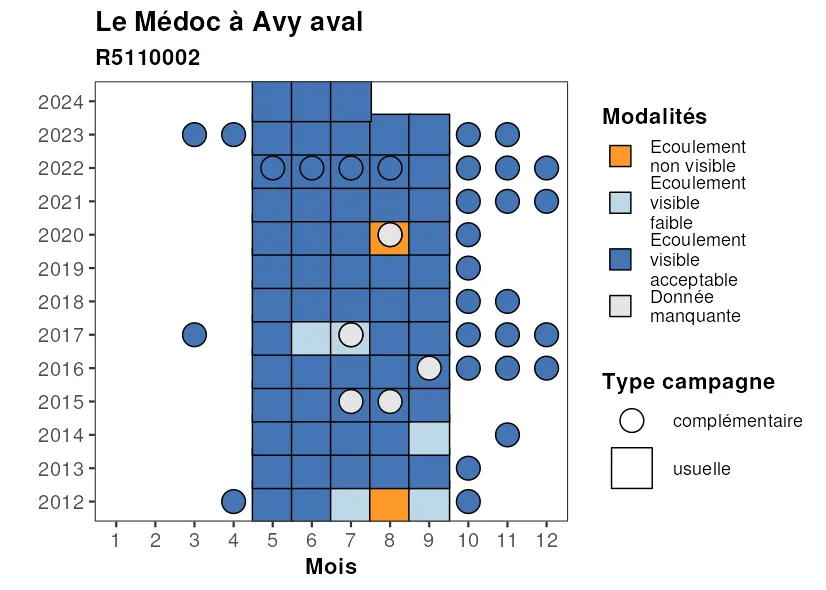 Le Médoc à Avy aval
R5110002
2024
2023
2022
2021
2020
2019
2018
2017
2016
2015
2014
2013
2012
1 2 3 4 5 6 7 8 9 10 11 12
Mois
Modalités
Ecoulement
non visible
Ecoulement
visible
faible
Ecoulement
visible
acceptable
Donnée
manquante
Type campagne
complémentaire
usuelle